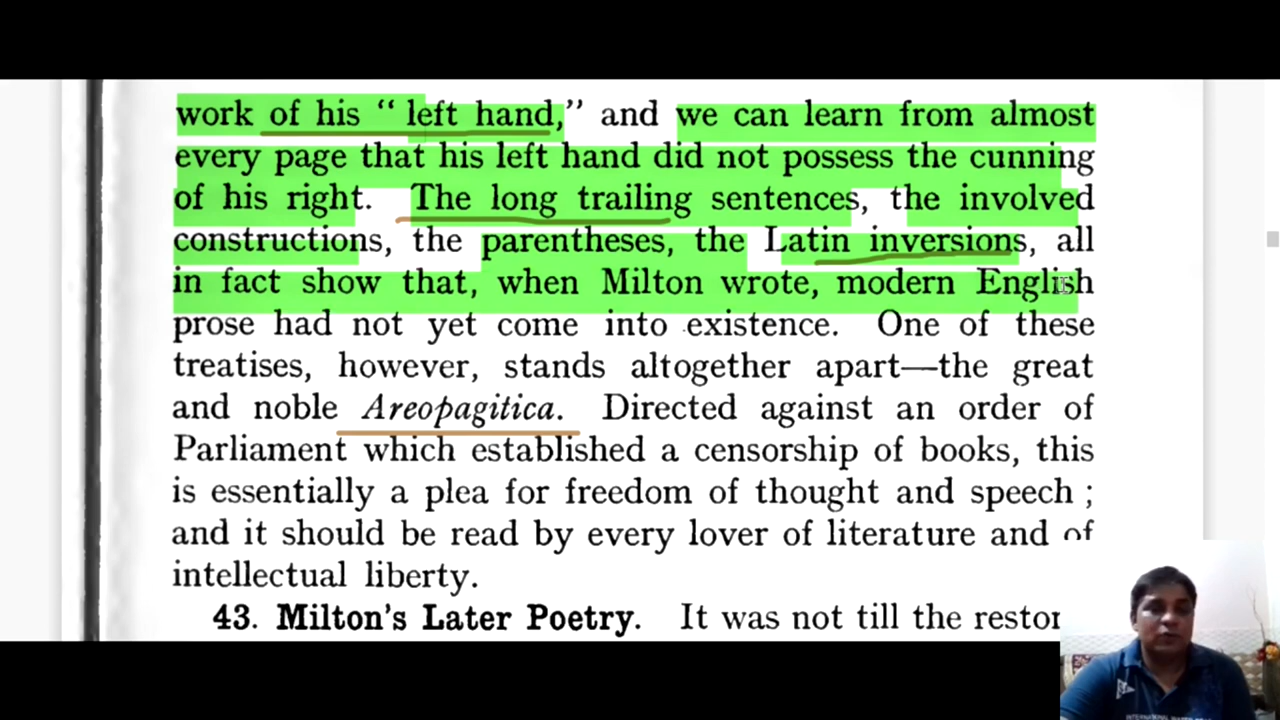 work of his “ left hand,” and we can learn from almost
every page that his left hand did not possess the cunning
of his right. The long trailing sentences, the involved
constructions, the parentheses, the Latin inversions, all
in fact show that, when Milton wrote, modern English
prose had not yet come into existence. One of these
treatises, however, stands altogether apart—the great
and noble Areopagitica. Directed against an order of
Parliament which established a censorship of books, this
is essentially a plea for freedom of thought and speech ;
and it should be read by every lover of literature and of
intellectual liberty.
43. Milton's Later Poetry. It was not till the restor